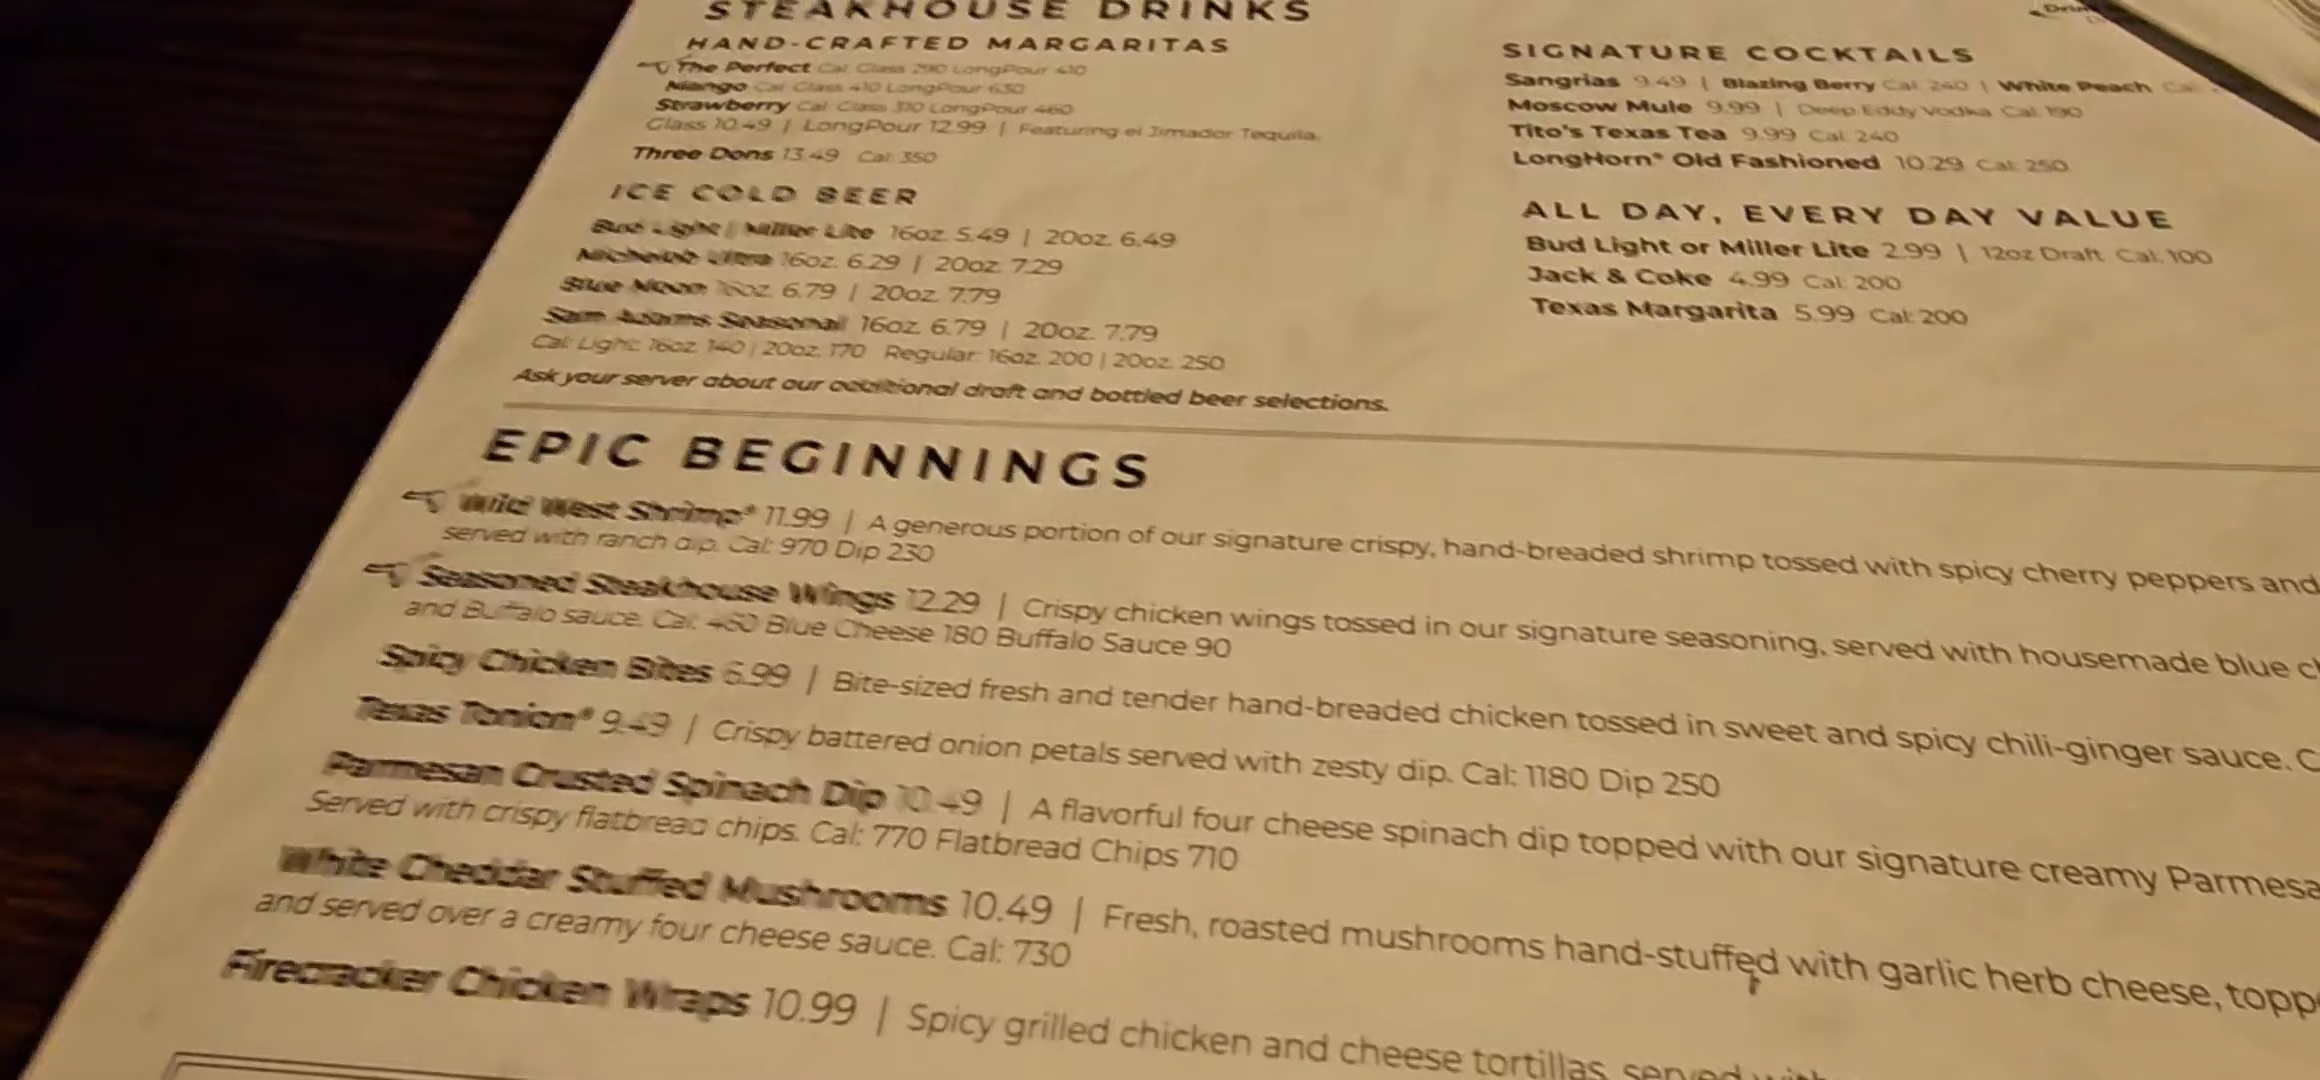 STEAKHOUSE DRINKS
HAND-CRAFTED MARGARITAS
The Perfect Cal: Glass 290 LongPour 410
Mango Cal: Glass 410 LongPour 630
Strawberry Cal: Glass 310 LongPour 460
Glass 10.49 | LongPour 12.99 | Featuring el Jimador Tequila.
Three Dons 13.49 Cal: 350
ICE COLD BEER
Bud Light | Miller Lite 16oz. 5.49 | 20oz. 6.49
Michelob Ultra 16oz. 6.29 | 20oz. 7.29
Blue Moon 16oz. 6.79 | 20oz. 7.79
Sam Adams Seasonal 16oz. 6.79 | 20oz. 7.79
Cal: Light: 16oz. 140 | 20oz. 170 Regular: 16oz. 200 | 20oz. 250
Ask your server about our additional draft and bottled beer selections.
SIGNATURE COCKTAILS
Sangrias 9.49 | Blazing Berry Cal: 240 | White Peach
Moscow Mule 9.99 | Deep Eddy Vodka Cal: 190
Tito's Texas Tea 9.99 Cal: 240
LongHorn® Old Fashioned 10.29 Cal: 250
ALL DAY, EVERY DAY VALUE
Bud Light or Miller Lite 2.99 | 12oz Draft Cal: 100
Jack & Coke 4.99 Cal: 200
Texas Margarita 5.99 Cal: 200
EPIC BEGINNINGS
Wild West Shrimp® 11.99 | A generous portion of our signature crispy, hand-breaded shrimp tossed with spicy cherry peppers and
served with ranch dip. Cal: 970 Dip 230
Seasoned Steakhouse Wings 12.29 | Crispy chicken wings tossed in our signature seasoning, served with housemade blue ch
and Buffalo sauce. Cal: 460 Blue Cheese 180 Buffalo Sauce 90
Spicy Chicken Bites 6.99 | Bite-sized fresh and tender hand-breaded chicken tossed in sweet and spicy chili-ginger sauce. C
Texas Tonion® 9.49 | Crispy battered onion petals served with zesty dip. Cal: 1180 Dip 250
Parmesan Crusted Spinach Dip 10.49 | A flavorful four cheese spinach dip topped with our signature creamy Parmesa
Served with crispy flatbread chips. Cal: 770 Flatbread Chips 710
White Cheddar Stuffed Mushrooms 10.49 | Fresh, roasted mushrooms hand-stuffed with garlic herb cheese, topp
and served over a creamy four cheese sauce. Cal: 730
Firecracker Chicken Wraps 10.99 | Spicy grilled chicken and cheese tortillas, served with